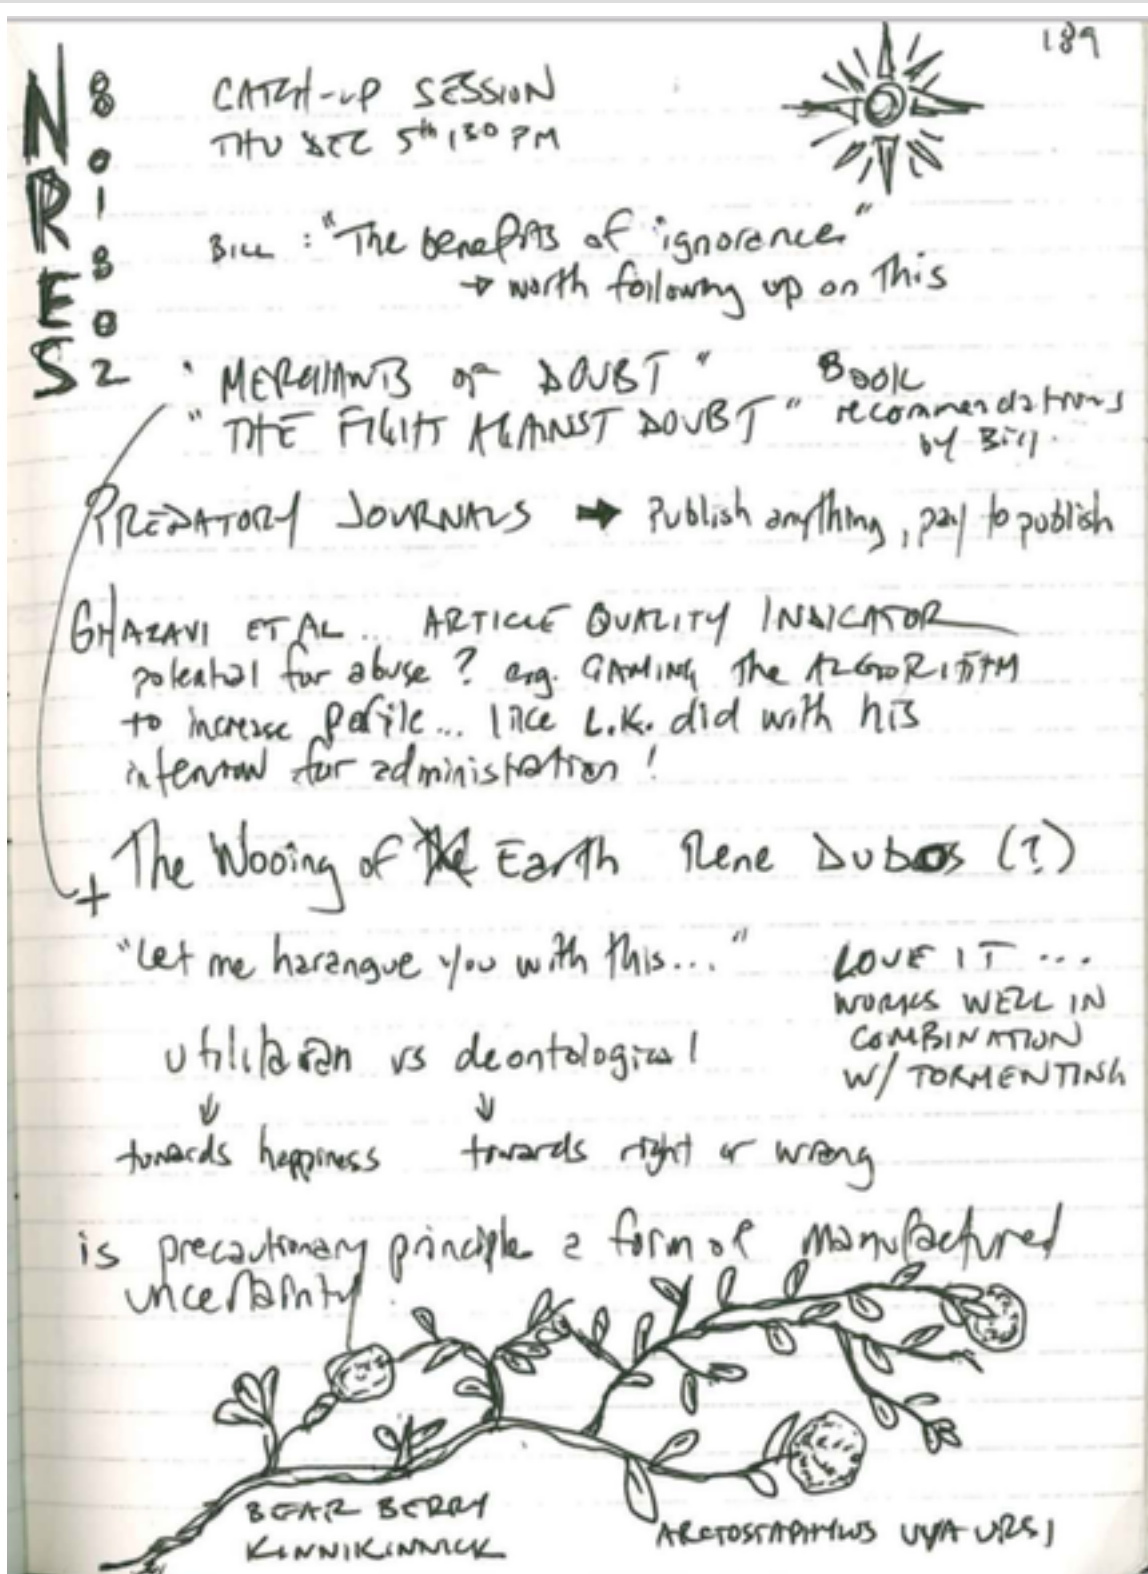 189
NRES
8001802
CATCH-UP SESSION
THU DEC 5th 130 PM
BILL : "The benefits of ignorance"
→ worth following up on this
"MERCHANTS OF DOUBT"
"THE FIGHT AGAINST DOUBT"
Book
recommendations
by Bill.
PREDATORY JOURNALS → Publish anything, pay to publish
GHAZAVI ET AL ... ARTICLE QUALITY INDICATOR
potential for abuse ? e.g. GAMING The ALGORITHM
to increase profile... like L.K. did with his
interview for administration !
+ The Wooing of Earth Rene Dubos (?)
"Let me harangue you with this..."
LOVE IT ...
WORKS WELL IN
COMBINATION
W/ TORMENTING
utilitarian vs deontological
↓ ↓
towards happiness towards right or wrong
is precautionary principle a form of manufactured
uncertainty
BEAR BERRY
KINNIKINNICK
ARCTOSTAPHYLUS UVA URSI